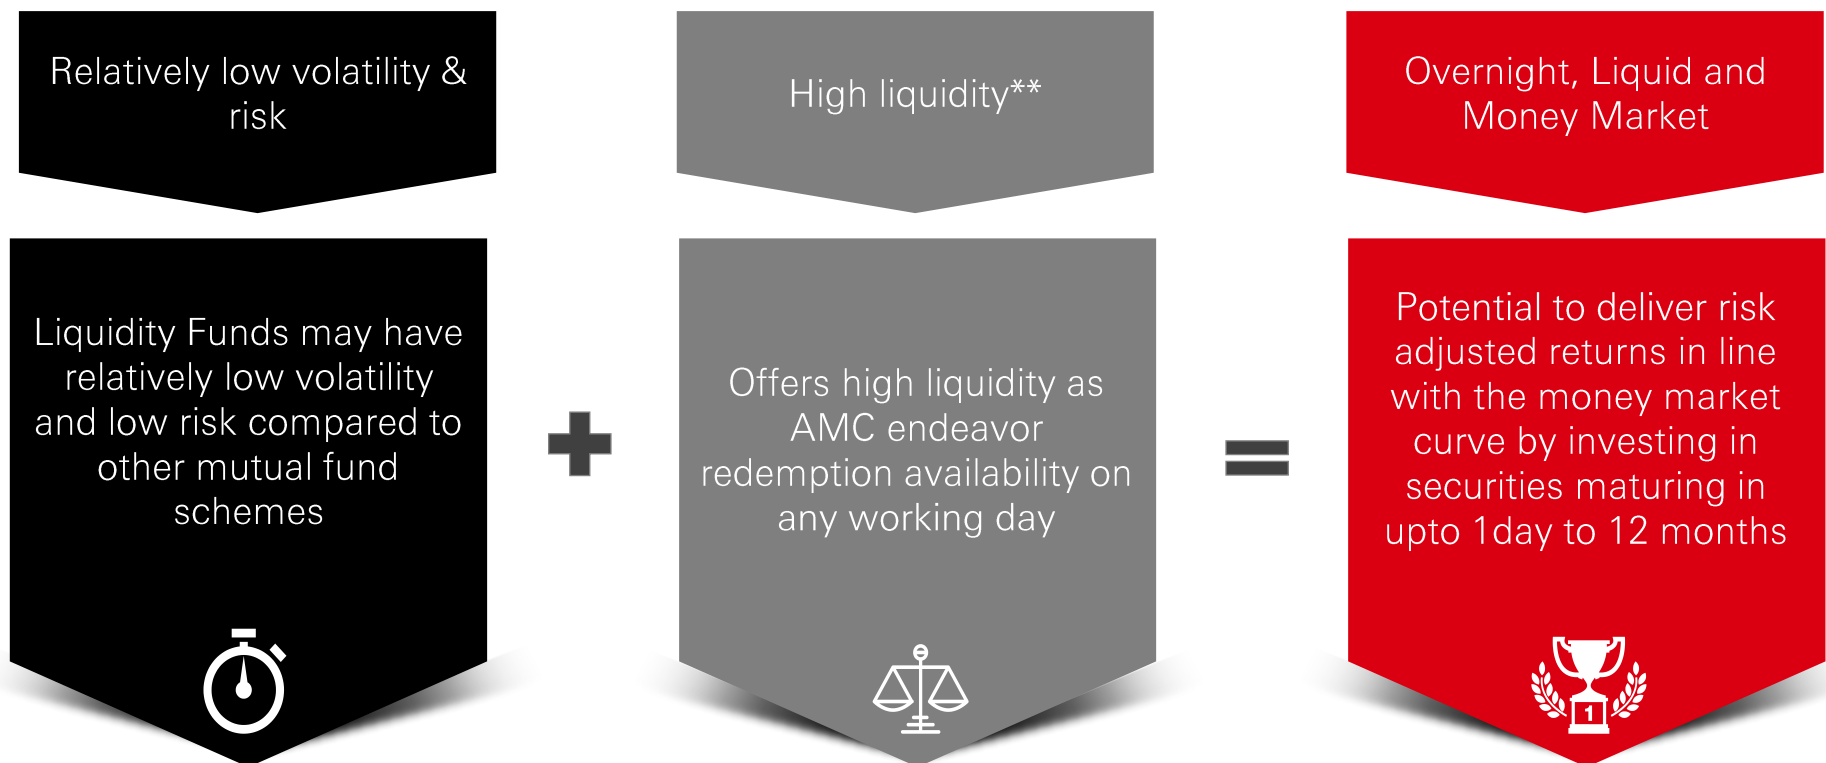 Relatively low volatility &
risk
High liquidity**
Overnight, Liquid and
Money Market
Liquidity Funds may have
relatively low volatility
and low risk compared to
other mutual fund
schemes
Offers high liquidity as
AMC endeavor
redemption availability on
any working day
Potential to deliver risk
adjusted returns in line
with the money market
curve by investing in
securities maturing in
upto 1day to 12 months
1